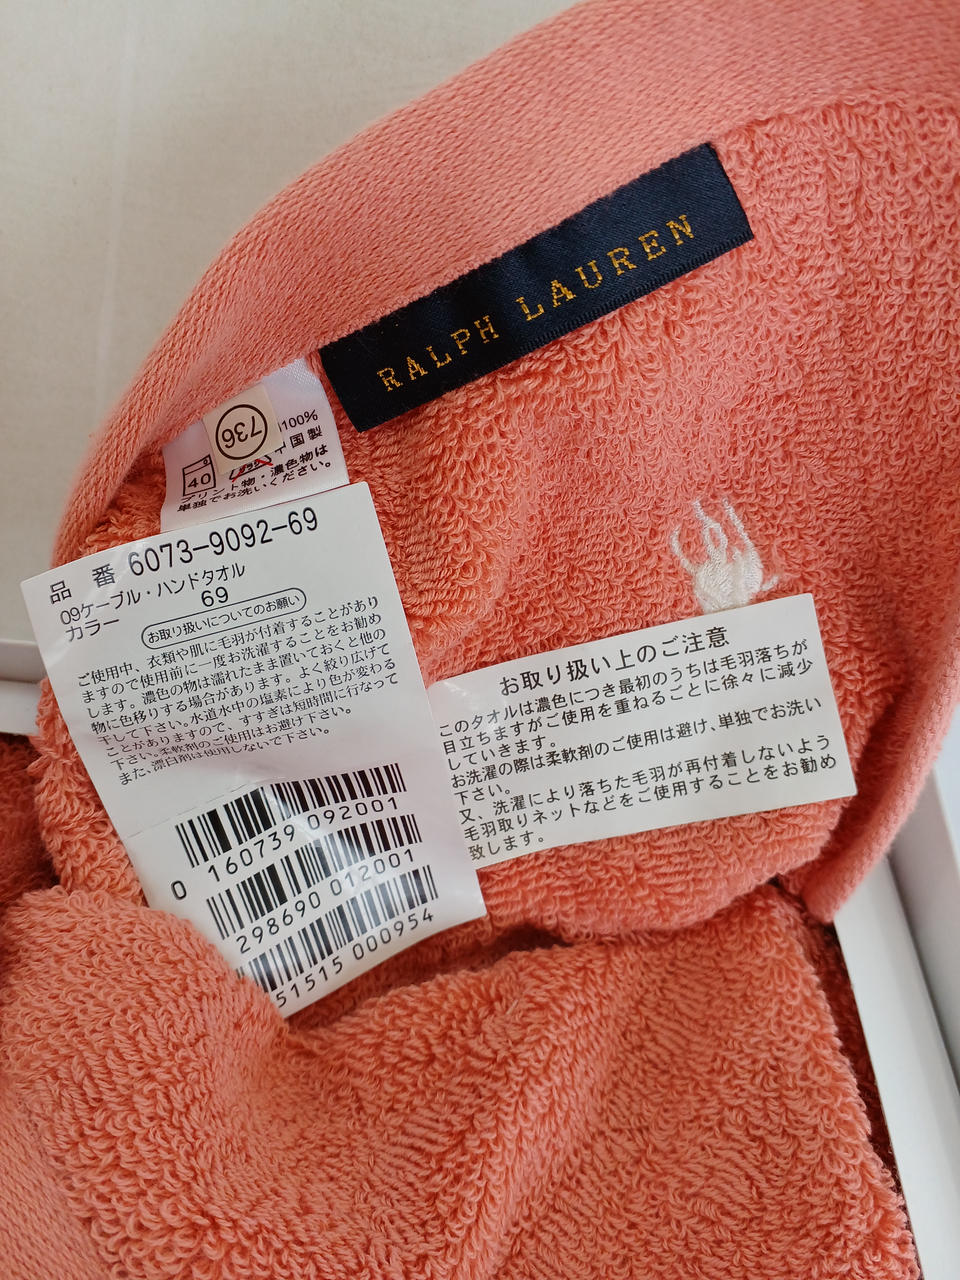 RALPH LAUREN
736
100%
中国製
40
プリント物・濃色物は
単独でお洗いください。
品 番 6073-9092-69
09ケーブル・ハンドタオル
カラー 69
お取り扱いについてのお願い
ご使用中、衣類や肌に毛羽が付着することがあり
ますので使用前に一度お洗濯することをお勧め
します。濃色の物は濡れたまま置いておくと他の
物に色移りする場合があります。よく絞り広げて
干して下さい。水道水中の塩素により色が変わる
ことがありますので、すすぎは短時間に行なって
下さい。柔軟剤のご使用はお避け下さい。
また、漂白剤は使用しないで下さい。
0 160739 092001
298690 012001
51515 000954
お取り扱い上のご注意
このタオルは濃色につき最初のうちは毛羽落ちが
目立ちますがご使用を重ねるごとに徐々に減少
していきます。
お洗濯の際は柔軟剤のご使用は避け、単独でお洗い
下さい。
又、洗濯により落ちた毛羽が再付着しないよう
毛羽取りネットなどをご使用することをお勧め
致します。